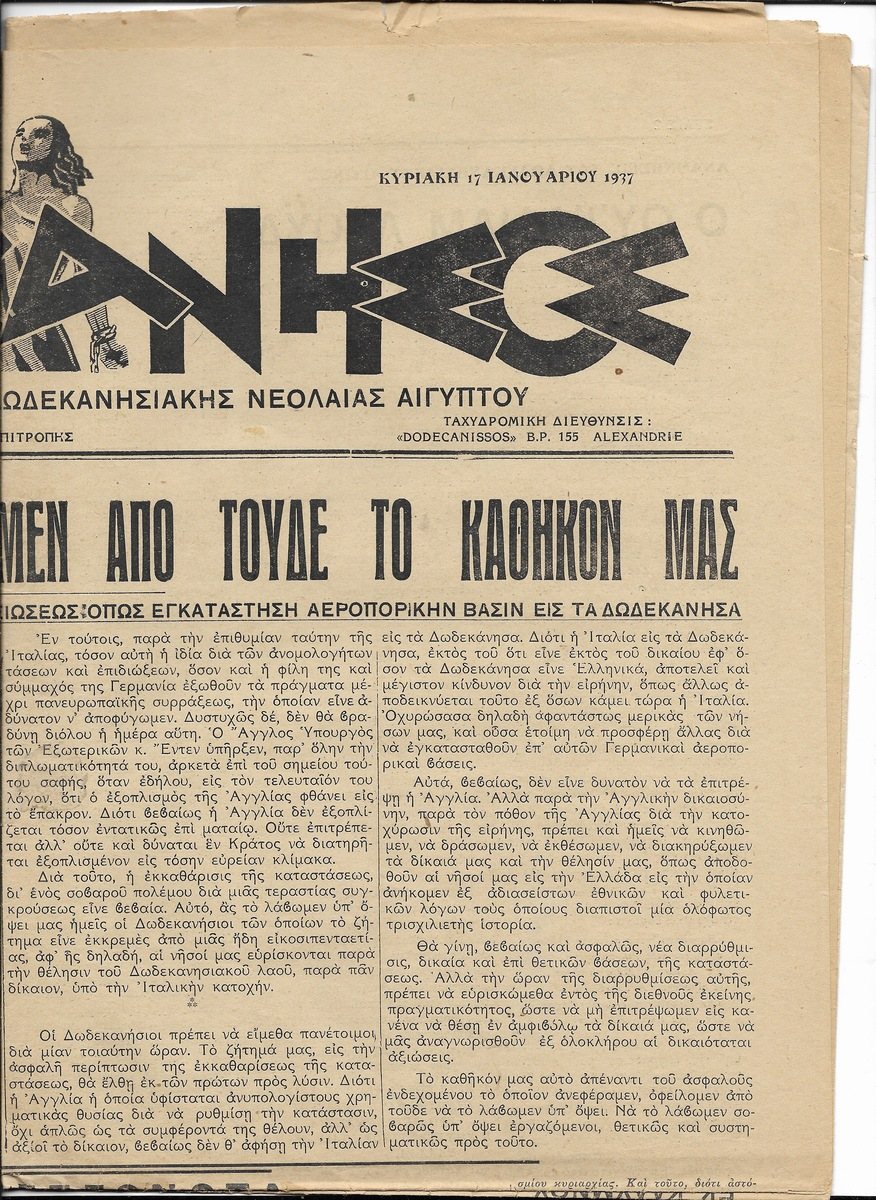 ΚΥΡΙΑΚΗ 17 ΙΑΝΟΥΑΡΙΟΥ 1937
ΑΝΗΣΟΣ
ΩΔΕΚΑΝΗΣΙΑΚΗΣ ΝΕΟΛΑΙΑΣ ΑΙΓΥΠΤΟΥ
ΠΙΤΡΟΠΗΣ
ΤΑΧΥΔΡΟΜΙΚΗ ΔΙΕΥΘΥΝΣΙΣ :
«DODECANISSOS» B.P. 155 ALEXANDRIE
ΜΕΝ ΑΠΟ ΤΟΥΔΕ ΤΟ ΚΑΘΗΚΟΝ ΜΑΣ
ΙΩΣΕΩΣ ΟΠΩΣ ΕΓΚΑΤΑΣΤΗΣΗ ΑΕΡΟΠΟΡΙΚΗΝ ΒΑΣΙΝ ΕΙΣ ΤΑ ΔΩΔΕΚΑΝΗΣΑ
Ἐν τούτοις, παρὰ τὴν ἐπιθυμίαν ταύτην τῆς
Ἰταλίας, τόσον αὐτὴ ἡ ἰδία διὰ τῶν ἀνομολογήτων
τάσεων καὶ ἐπιδιώξεων, ὅσον καὶ ἡ φίλη της καὶ
σύμμαχός της Γερμανία ἐξωθοῦν τὰ πράγματα μέ-
χρι πανευρωπαϊκῆς συρράξεως, τὴν ὁποίαν εἶνε ἀ-
δύνατον ν' ἀποφύγωμεν. Δυστυχῶς δέ, δὲν θὰ βρα-
δύνῃ διόλου ἡ ἡμέρα αὕτη. Ὁ Ἄγγλος Ὑπουργὸς
τῶν Ἐξωτερικῶν κ. Ἦντεν ὑπῆρξεν, παρ' ὅλην τὴν
διπλωματικότητά του, ἀρκετὰ ἐπὶ τοῦ σημείου τού-
του σαφής, ὅταν ἐδήλου, εἰς τὸν τελευταῖον του
λόγον, ὅτι ὁ ἐξοπλισμὸς τῆς Ἀγγλίας φθάνει εἰς
τὸ ἔπακρον. Διότι βεβαίως ἡ Ἀγγλία δὲν ἐξοπλί-
ζεται τόσον ἐντατικῶς ἐπὶ ματαίῳ. Οὔτε ἐπιτρέπε-
ται ἀλλ' οὔτε καὶ δύναται ἓν Κράτος νὰ διατηρῆ-
ται ἐξοπλισμένον εἰς τόσην εὐρεῖαν κλίμακα.
Διὰ τοῦτο, ἡ ἐκκαθάρισις τῆς καταστάσεως,
δι' ἑνὸς σοβαροῦ πολέμου διὰ μιᾶς τεραστίας συγ-
κρούσεως εἶνε βεβαία. Αὐτό, ἂς τὸ λάβωμεν ὑπ' ὄ-
ψει μας ἡμεῖς οἱ Δωδεκανήσιοι τῶν ὁποίων τὸ ζή-
τημα εἶνε ἐκκρεμὲς ἀπὸ μιᾶς ἤδη εἰκοσιπενταετί-
ας, ἀφ' ἧς δηλαδή, αἱ νῆσοί μας εὑρίσκονται παρὰ
τὴν θέλησιν τοῦ Δωδεκανησιακοῦ λαοῦ, παρὰ πᾶν
δίκαιον, ὑπὸ τὴν Ἰταλικὴν κατοχήν.
⁂
Οἱ Δωδεκανήσιοι πρέπει νὰ εἴμεθα πανέτοιμοι
διὰ μίαν τοιαύτην ὥραν. Τὸ ζήτημά μας, εἰς τὴν
ἀσφαλῆ περίπτωσιν τῆς ἐκκαθαρίσεως τῆς κατα-
στάσεως, θὰ ἔλθῃ ἐκ τῶν πρώτων πρὸς λύσιν. Διότι
ἡ Ἀγγλία ἡ ὁποία ὑφίσταται ἀνυπολογίστους χρη-
ματικὰς θυσίας διὰ νὰ ρυθμίσῃ τὴν κατάστασιν,
ὄχι ἁπλῶς ὡς τὰ συμφέροντά της θέλουν, ἀλλ' ὡς
ἀξιοῖ τὸ δίκαιον, βεβαίως δὲν θ' ἀφήσῃ τὴν Ἰταλίαν
εἰς τὰ Δωδεκάνησα. Διότι ἡ Ἰταλία εἰς τὰ Δωδεκά-
νησα, ἐκτὸς τοῦ ὅτι εἶνε ἐκτὸς τοῦ δικαίου ἐφ' ὅ-
σον τὰ Δωδεκάνησα εἶνε Ἑλληνικά, ἀποτελεῖ καὶ
μέγιστον κίνδυνον διὰ τὴν εἰρήνην, ὅπως ἄλλως ἀ-
ποδεικνύεται τοῦτο ἐξ ὅσων κάμει τώρα ἡ Ἰταλία.
Ὀχυρώσασα δηλαδὴ ἀφαντάστως μερικὰς τῶν νή-
σων μας, καὶ οὖσα ἑτοίμη νὰ προσφέρῃ ἄλλας διὰ
νὰ ἐγκατασταθοῦν ἐπ' αὐτῶν Γερμανικαὶ ἀεροπο-
ρικαὶ βάσεις.
Αὐτά, βεβαίως, δὲν εἶνε δυνατὸν νὰ τὰ ἐπιτρέ-
ψῃ ἡ Ἀγγλία. Ἀλλὰ παρὰ τὴν Ἀγγλικὴν δικαιοσύ-
νην, παρὰ τὸν πόθον τῆς Ἀγγλίας διὰ τὴν κατο-
χύρωσιν τῆς εἰρήνης, πρέπει καὶ ἡμεῖς νὰ κινηθῶ-
μεν, νὰ δράσωμεν, νὰ ἐκθέσωμεν, νὰ διακηρύξωμεν
τὰ δίκαιά μας καὶ τὴν θέλησίν μας, ὅπως ἀποδο-
θοῦν αἱ νῆσοί μας εἰς τὴν Ἑλλάδα εἰς τὴν ὁποίαν
ἀνήκομεν ἐξ ἀδιασείστων ἐθνικῶν καὶ φυλετι-
κῶν λόγων τοὺς ὁποίους διαπιστοῖ μία ὁλόφωτος
τρισχιλιετὴς ἱστορία.
Θὰ γίνῃ, βεβαίως καὶ ἀσφαλῶς, νέα διαρρύθμι-
σις, δικαία καὶ ἐπὶ θετικῶν βάσεων, τῆς καταστά-
σεως. Ἀλλὰ τὴν ὥραν τῆς διαρρυθμίσεως αὐτῆς,
πρέπει νὰ εὑρισκώμεθα ἐντὸς τῆς διεθνοῦς ἐκείνης
πραγματικότητος, ὥστε νὰ μὴ ἐπιτρέψωμεν εἰς κα-
νένα νὰ θέσῃ ἐν ἀμφιβόλῳ τὰ δίκαιά μας, ὥστε νὰ
μᾶς ἀναγνωρισθοῦν ἐξ ὁλοκλήρου αἱ δικαιόταται
ἀξιώσεις.
Τὸ καθῆκόν μας αὐτὸ ἀπέναντι τοῦ ἀσφαλοῦς
ἐνδεχομένου τὸ ὁποῖον ἀνεφέραμεν, ὀφείλομεν ἀπὸ
τοῦδε νὰ τὸ λάβωμεν ὑπ' ὄψει. Νὰ τὸ λάβωμεν σο-
βαρῶς ὑπ' ὄψει ἐργαζόμενοι, θετικῶς καὶ συστη-
ματικῶς πρὸς τοῦτο.
σμίου κυριαρχίας. Καὶ τοῦτο, διότι ἀστό-